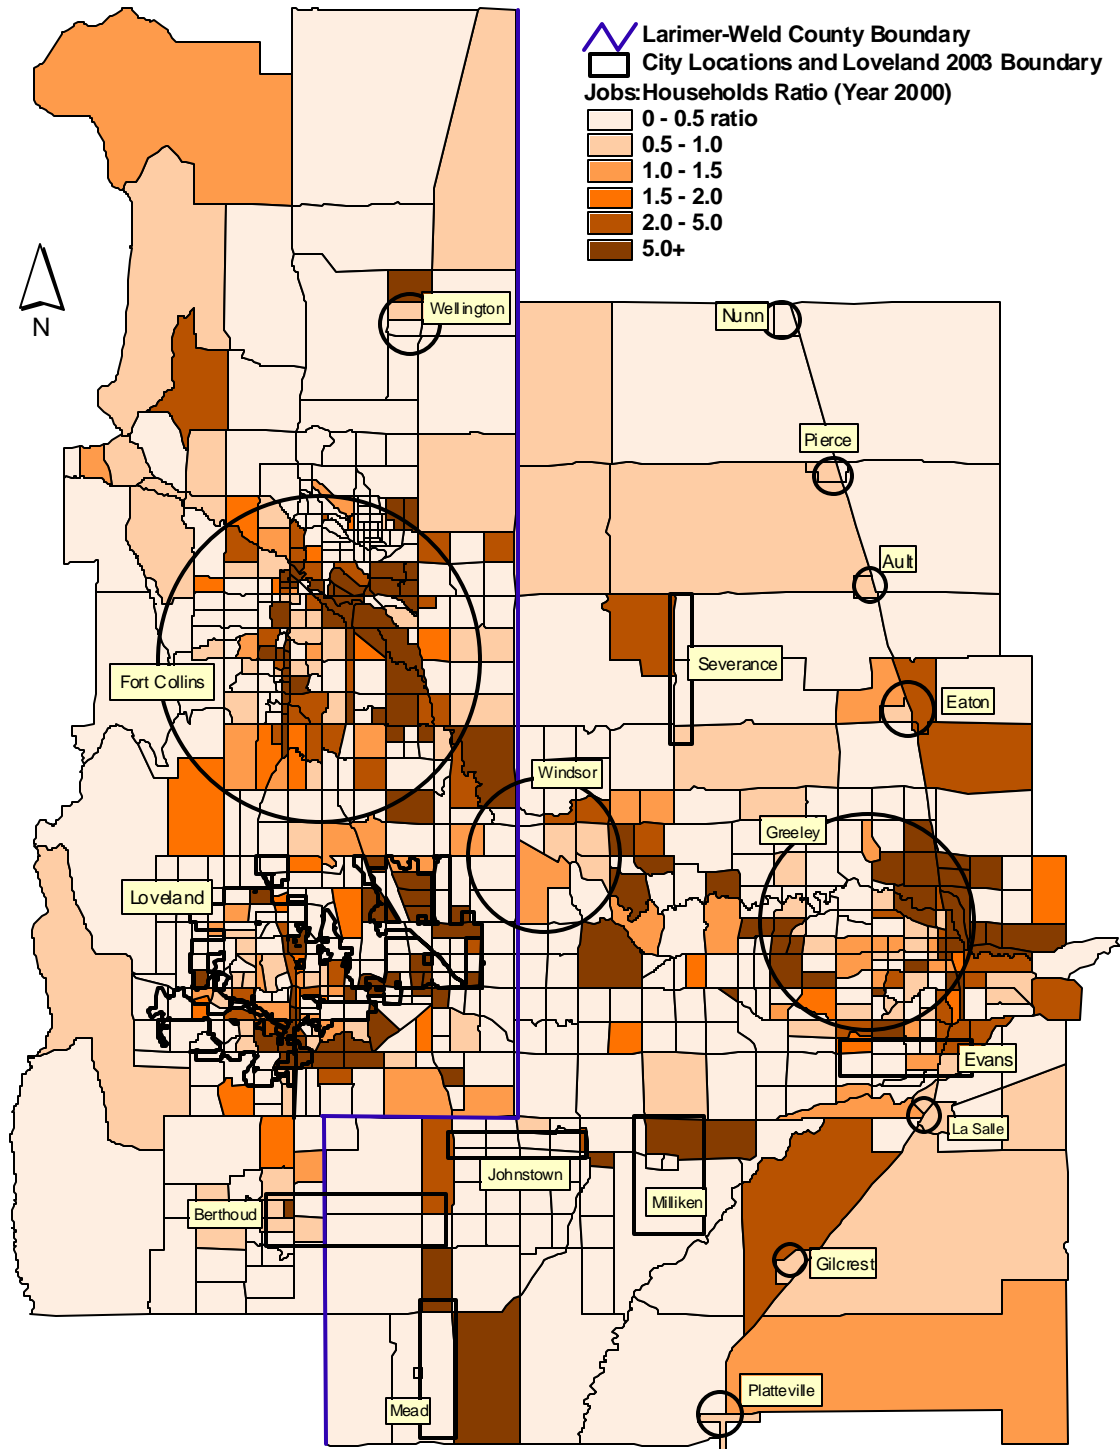 Larimer-Weld County Boundary
City Locations and Loveland 2003 Boundary
Jobs:Households Ratio (Year 2000)
0 - 0.5 ratio
0.5 - 1.0
1.0 - 1.5
1.5 - 2.0
2.0 - 5.0
5.0+
N
Wellington
Nunn
Pierce
Ault
Severance
Fort Collins
Eaton
Windsor
Greeley
Loveland
Evans
La Salle
Johnstown
Milliken
Berthoud
Gilcrest
Platteville
Mead